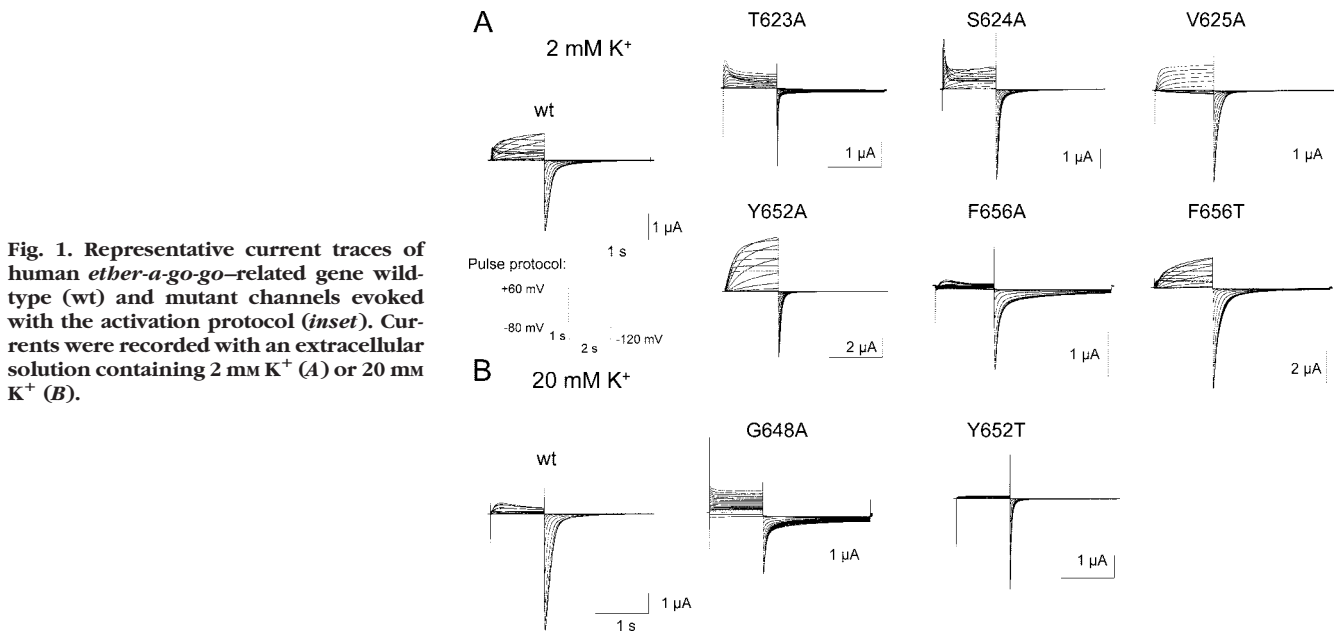 Fig. 1. Representative current traces of
human ether-a-go-go–related gene wild-
type (wt) and mutant channels evoked
with the activation protocol (inset). Cur-
rents were recorded with an extracellular
solution containing 2 mM K+ (A) or 20 mM
K+ (B).
A
2 mM K+
wt
1 µA
1 s
Pulse protocol:
+60 mV
-80 mV
1 s
2 s
-120 mV
T623A
1 µA
S624A
1 µA
V625A
1 µA
Y652A
2 µA
F656A
1 µA
F656T
2 µA
B
20 mM K+
wt
1 µA
1 s
G648A
1 µA
Y652T
1 µA